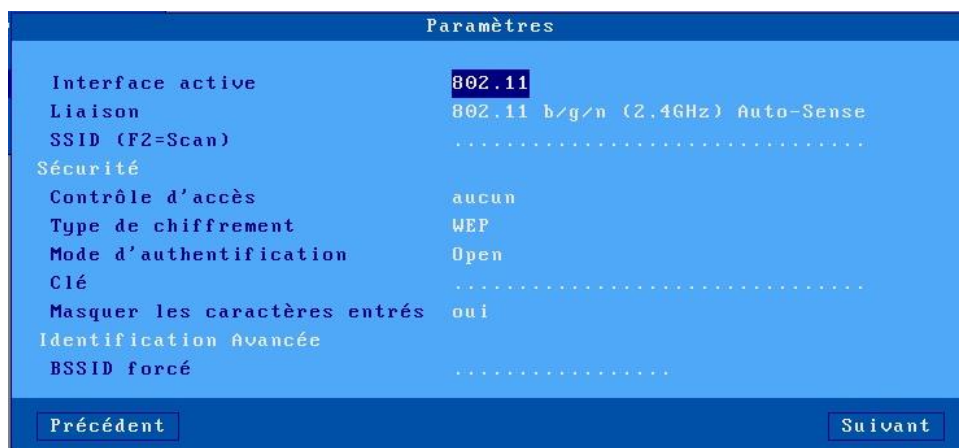 Paramètres
Interface active 802.11
Liaison 802.11 b/g/n (2.4GHz) Auto-Sense
SSID (F2=Scan) ................................
Sécurité
Contrôle d'accès aucun
Type de chiffrement WEP
Mode d'authentification Open
Clé ................................
Masquer les caractères entrés oui
Identification Avancée
BSSID forcé .................
Précédent Suivant